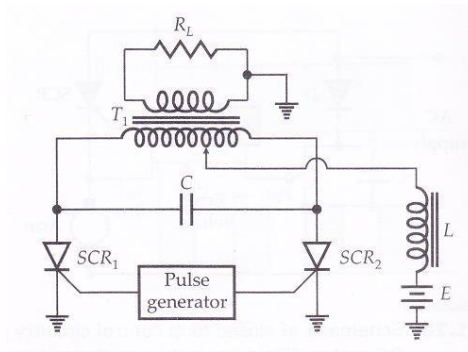 R_L
T_1
C
SCR_1
SCR_2
L
Pulse
generator
E